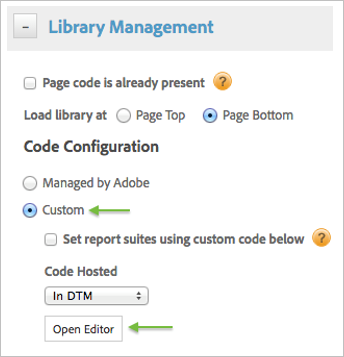 − Library Management
Page code is already present ?
Load library at Page Top Page Bottom
Code Configuration
Managed by Adobe
Custom
Set report suites using custom code below ?
Code Hosted
In DTM
Open Editor